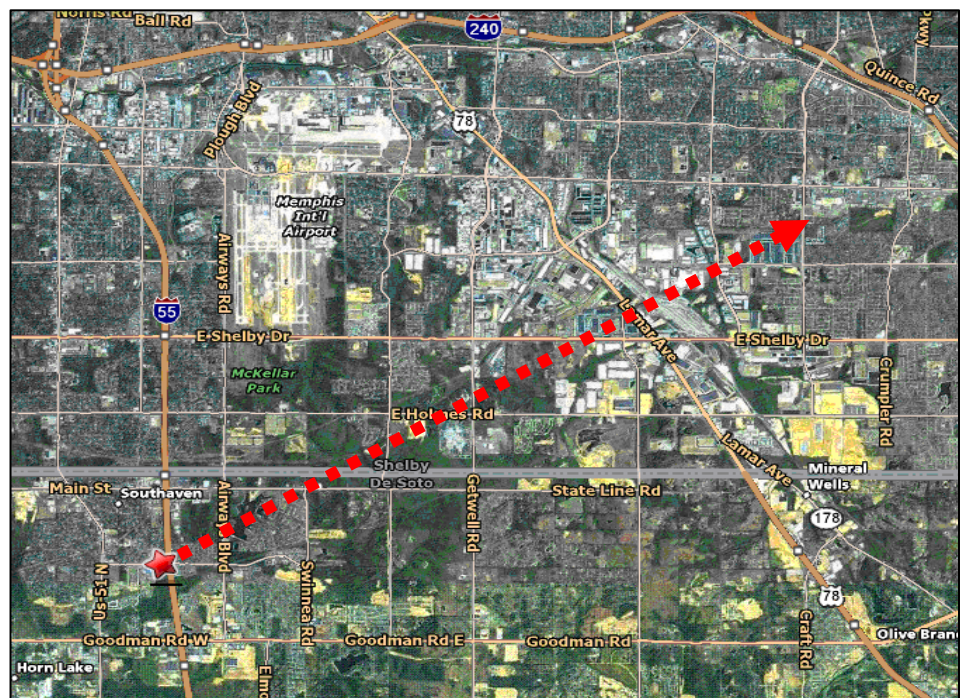 Norris Rd
Ball Rd
240
Pkwy
Quince Rd
Plough Blvd
78
Memphis
Int'l
Airport
Airways Rd
55
E Shelby Dr
Lamar Ave
E Shelby Dr
McKellar
Park
Crumpler Rd
E Holmes Rd
Lamar Ave
Shelby
De Soto
Mineral
Wells
Main St
Southaven
Airways Blvd
Getwell Rd
State Line Rd
178
N US-51
Swinnea Rd
78
Craft Rd
Goodman Rd W
Goodman Rd E
Goodman Rd
Olive Bran
Horn Lake